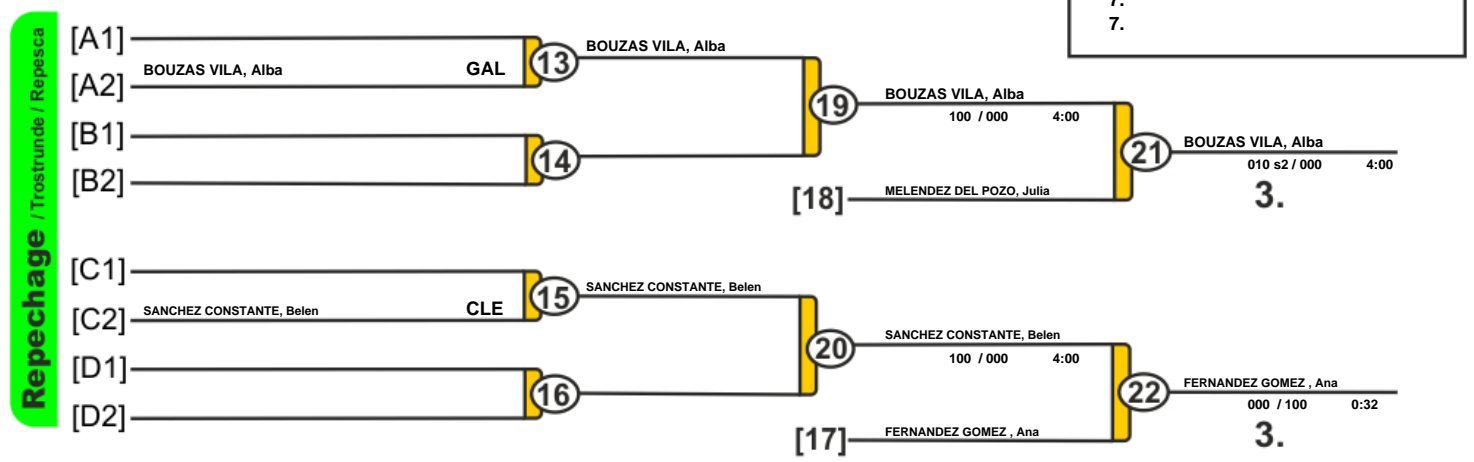 7.
7.
Repechage / Trostrunde / Repesca
[A1]
[A2] BOUZAS VILA, Alba GAL
13
BOUZAS VILA, Alba
[B1]
[B2]
14
19
BOUZAS VILA, Alba
100 / 000 4:00
[18] MELENDEZ DEL POZO, Julia
21
BOUZAS VILA, Alba
010 s2 / 000 4:00
3.
[C1]
[C2] SANCHEZ CONSTANTE, Belen CLE
15
SANCHEZ CONSTANTE, Belen
[D1]
[D2]
16
20
SANCHEZ CONSTANTE, Belen
100 / 000 4:00
[17] FERNANDEZ GOMEZ , Ana
22
FERNANDEZ GOMEZ , Ana
000 / 100 0:32
3.